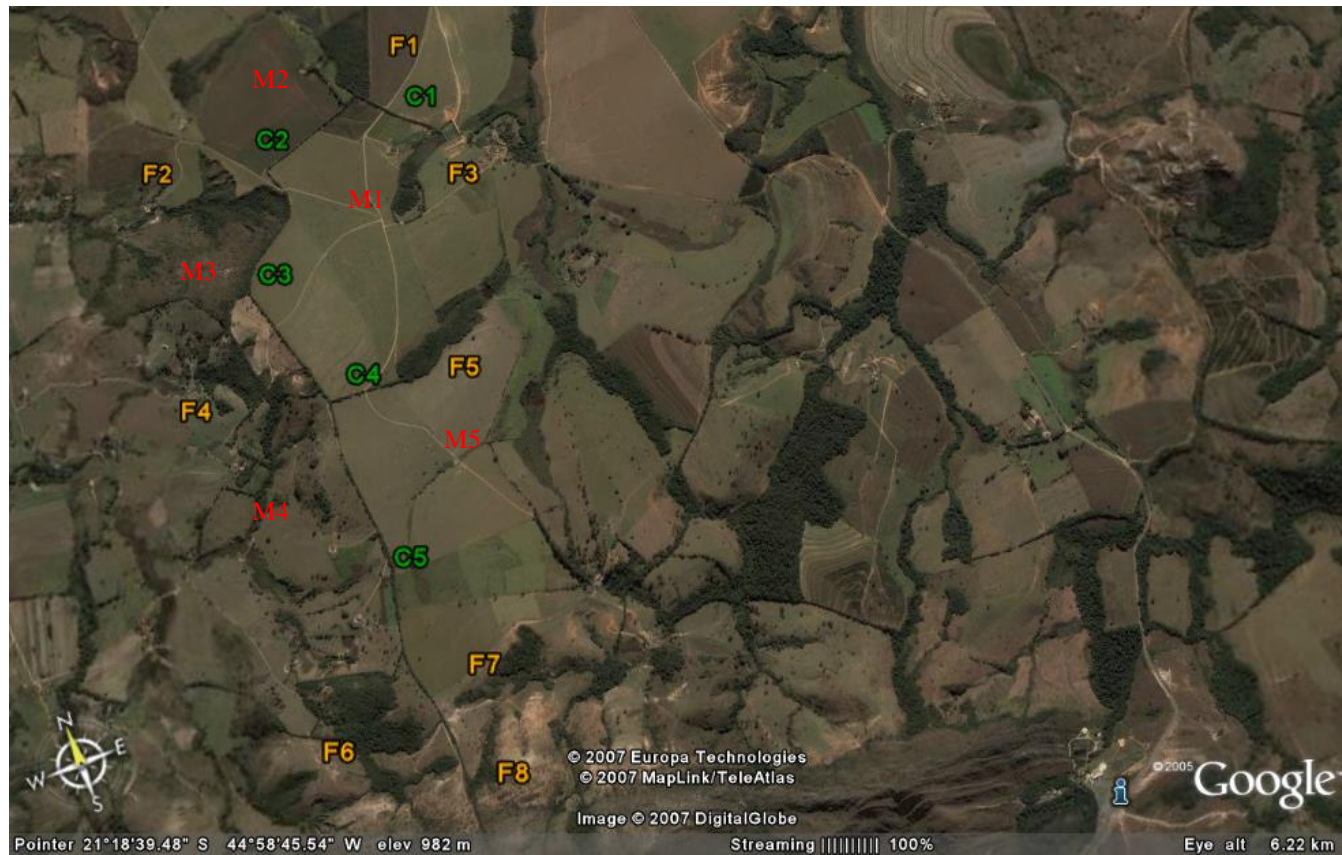 F1
M2
C1
C2
F2
F3
M1
M3
C3
F5
C4
F4
M5
M4
C5
F7
F6
F8
N
E
W
S
© 2007 Europa Technologies
© 2007 MapLink/TeleAtlas
Image © 2007 DigitalGlobe
©2005 Google
Pointer 21°18'39.48" S 44°58'45.54" W elev 982 m Streaming |||||||||| 100% Eye alt 6.22 km